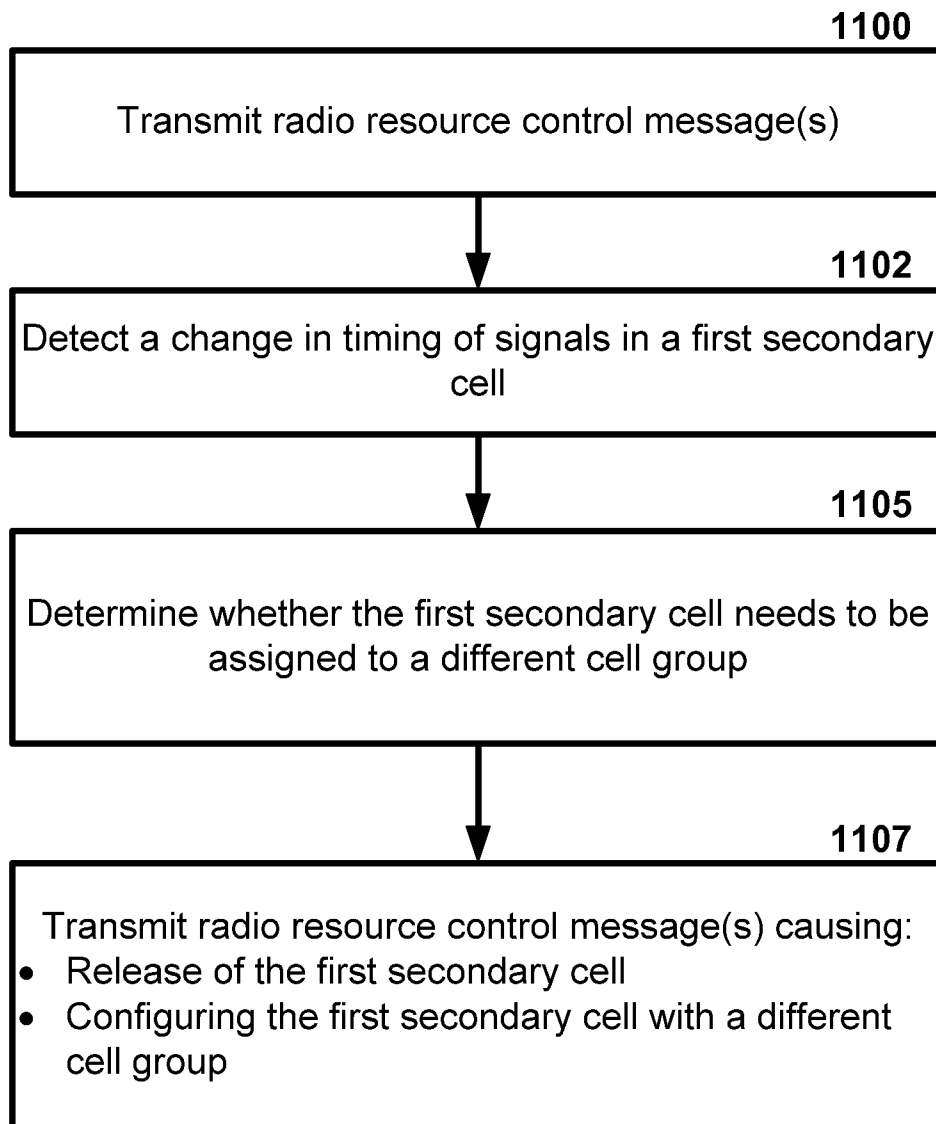 1100
Transmit radio resource control message(s)
1102
Detect a change in timing of signals in a first secondary
cell
1105
Determine whether the first secondary cell needs to be
assigned to a different cell group
1107
Transmit radio resource control message(s) causing:
• Release of the first secondary cell
• Configuring the first secondary cell with a different
cell group